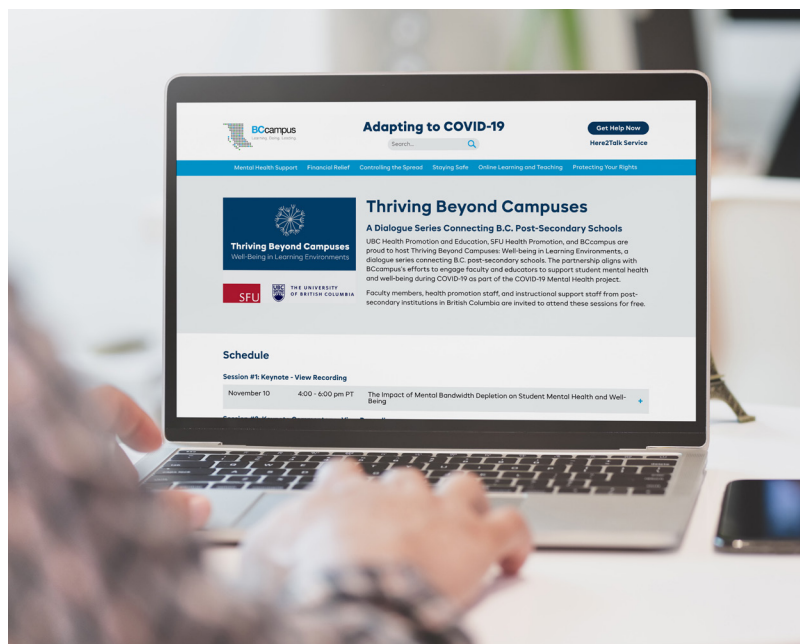 BCcampus
Learning. Doing. Leading.
Adapting to COVID-19
Search...
Get Help Now
Here2Talk Service
Mental Health Support Financial Relief Controlling the Spread Staying Safe Online Learning and Teaching Protecting Your Rights
Thriving Beyond Campuses
Well-Being in Learning Environments
SFU
UBC
THE UNIVERSITY
OF BRITISH COLUMBIA
Thriving Beyond Campuses
A Dialogue Series Connecting B.C. Post-Secondary Schools
UBC Health Promotion and Education, SFU Health Promotion, and BCcampus are
proud to host Thriving Beyond Campuses: Well-being in Learning Environments, a
dialogue series connecting B.C. post-secondary schools. The partnership aligns with
BCcampus's efforts to engage faculty and educators to support student mental health
and well-being during COVID-19 as part of the COVID-19 Mental Health project.
Faculty members, health promotion staff, and instructional support staff from post-
secondary institutions in British Columbia are invited to attend these sessions for free.
Schedule
Session #1: Keynote - View Recording
November 10 4:00 - 6:00 pm PT The Impact of Mental Bandwidth Depletion on Student Mental Health and Well-
Being +